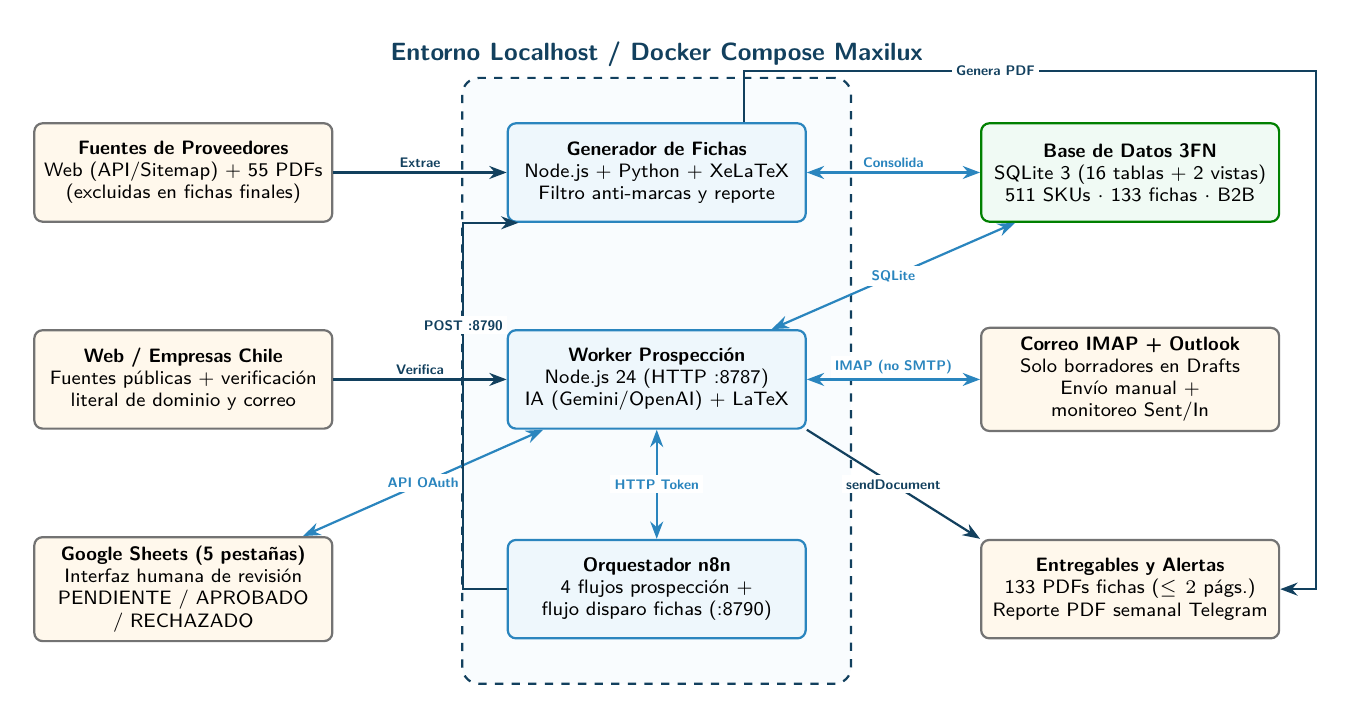 Entorno Localhost / Docker Compose Maxilux
Genera PDF
Fuentes de Proveedores
Web (API/Sitemap) + 55 PDFs
(excluidas en fichas finales)
Extrae
Generador de Fichas
Node.js + Python + XeLaTeX
Filtro anti-marcas y reporte
Consolida
Base de Datos 3FN
SQLite 3 (16 tablas + 2 vistas)
511 SKUs · 133 fichas · B2B
SQLite
POST :8790
Web / Empresas Chile
Fuentes públicas + verificación
literal de dominio y correo
Verifica
Worker Prospección
Node.js 24 (HTTP :8787)
IA (Gemini/OpenAI) + LaTeX
IMAP (no SMTP)
Correo IMAP + Outlook
Solo borradores en Drafts
Envío manual +
monitoreo Sent/In
API OAuth
HTTP Token
sendDocument
Google Sheets (5 pestañas)
Interfaz humana de revisión
PENDIENTE / APROBADO
/ RECHAZADO
Orquestador n8n
4 flujos prospección +
flujo disparo fichas (:8790)
Entregables y Alertas
133 PDFs fichas (≤ 2 págs.)
Reporte PDF semanal Telegram